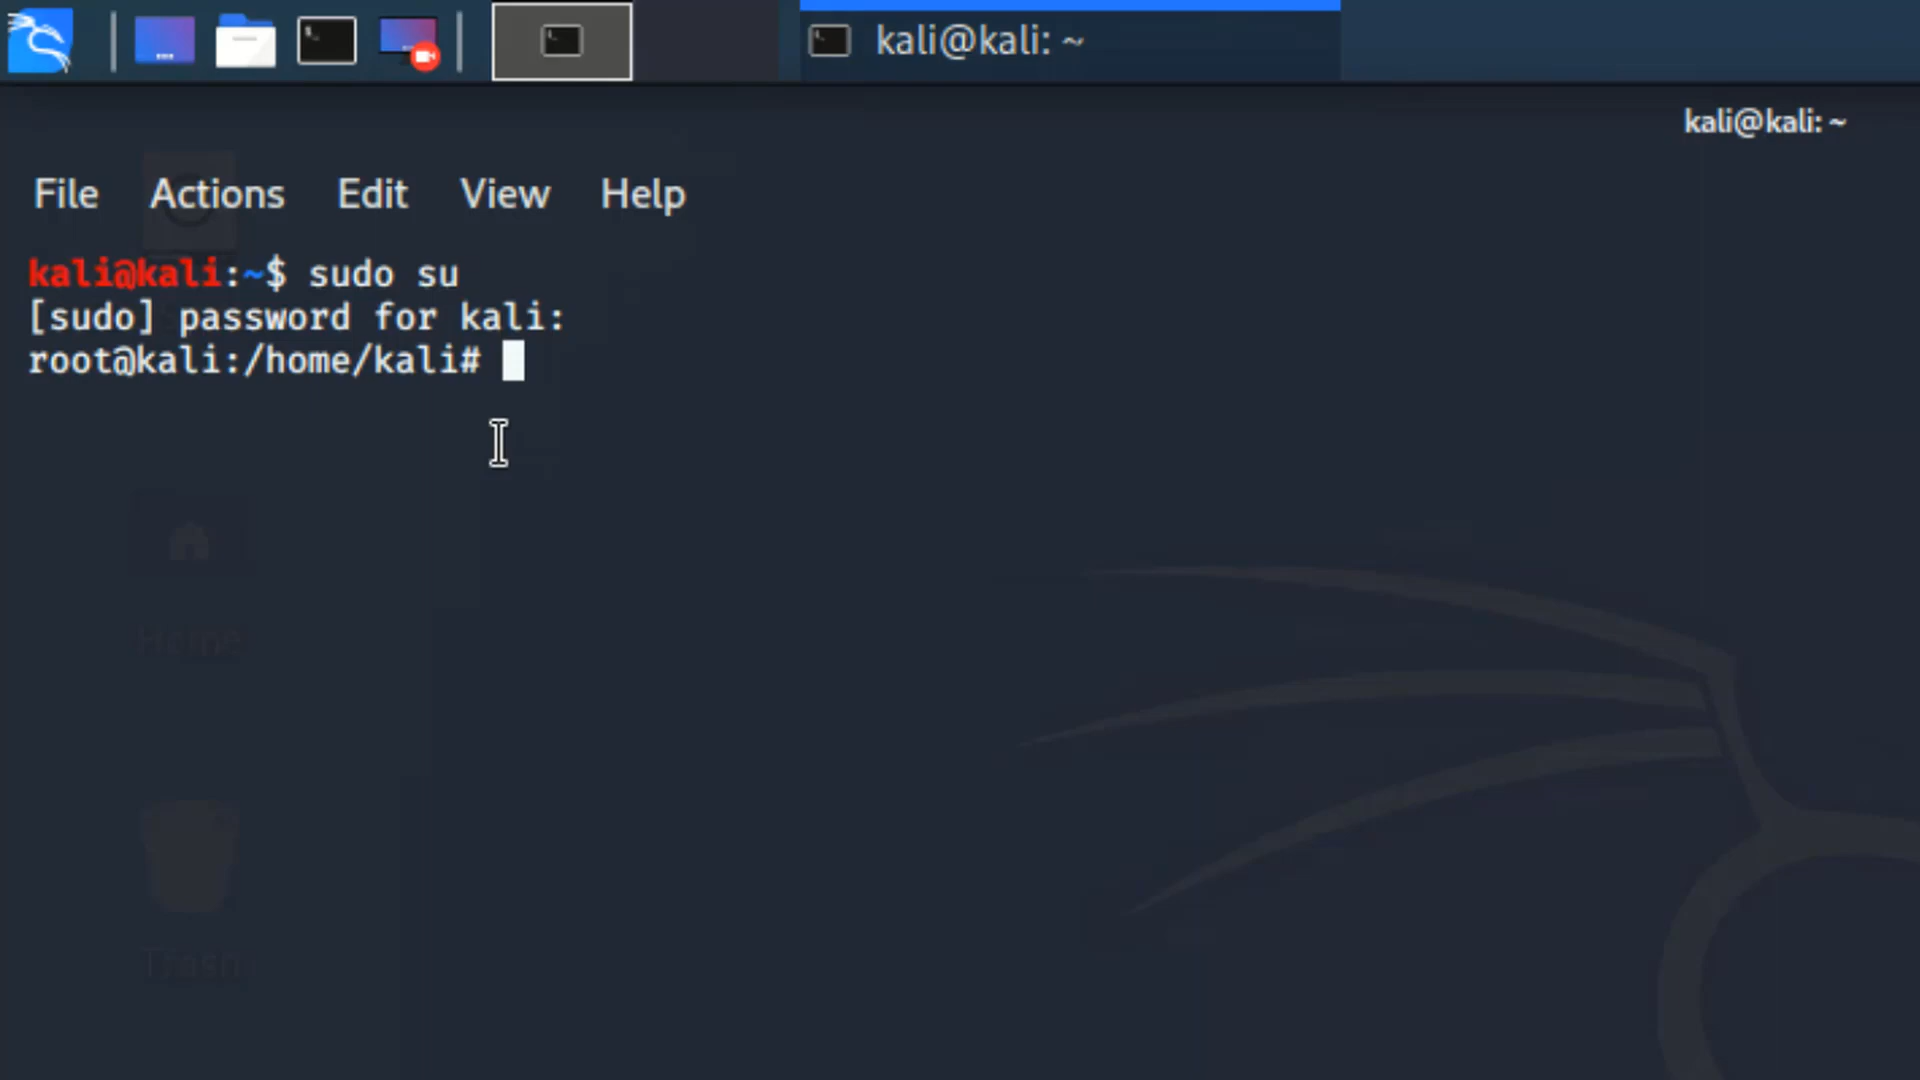 kali@kali: ~
kali@kali: ~
File Actions Edit View Help
kali@kali:~$ sudo su
[sudo] password for kali:
root@kali:/home/kali#
Home
Trash